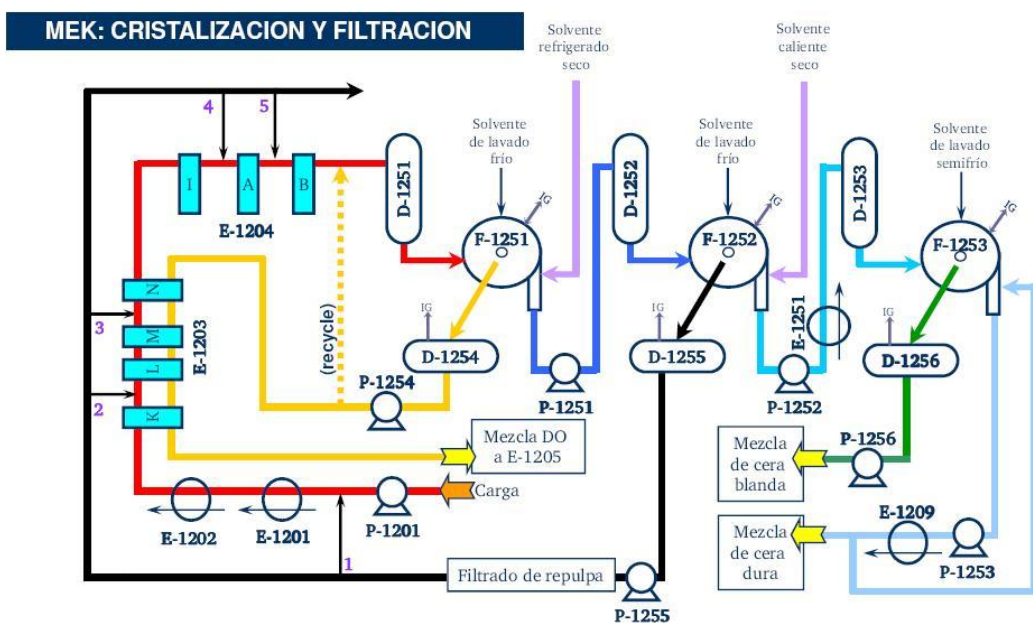 MEK: CRISTALIZACION Y FILTRACION
Solvente
refrigerado
seco
Solvente
caliente
seco
4
5
Solvente
de lavado
frío
Solvente
de lavado
frío
Solvente
de lavado
semifrío
I
A
B
E-1204
D-1251
F-1251
IG
D-1252
F-1252
IG
D-1253
F-1253
IG
N
M
L
K
E-1203
3
2
(recycle)
IG
D-1254
P-1254
P-1251
IG
D-1255
E-1251
P-1252
IG
D-1256
Mezcla DO
a E-1205
Mezcla
de cera
blanda
P-1256
Carga
P-1201
E-1201
E-1202
1
Mezcla
de cera
dura
E-1209
P-1253
Filtrado de repulpa
P-1255